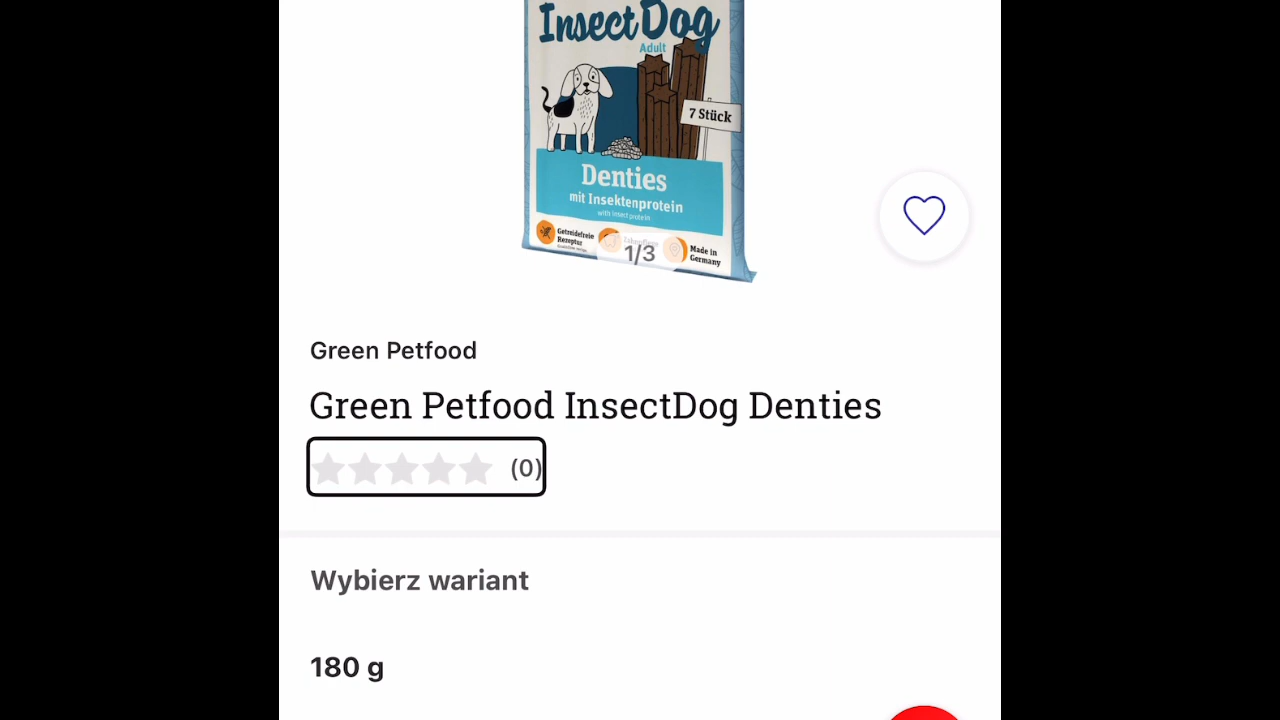 InsectDog
Adult
7 Stück
Denties
mit Insektenprotein
with insect protein
Getreidefreie
Rezeptur
1/3
Made in
Germany
Green Petfood
Green Petfood InsectDog Denties
(0)
Wybierz wariant
180 g